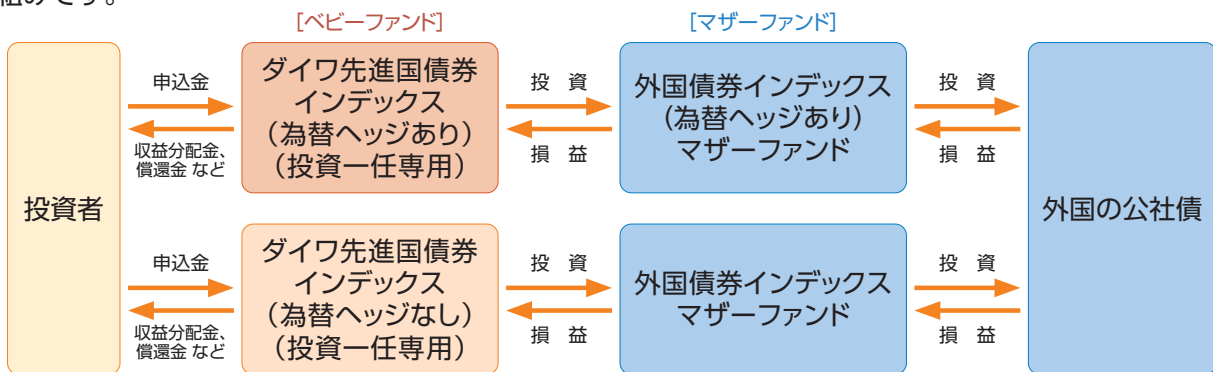 組みです。
[ベビーファンド]
[マザーファンド]
投資者
申込金
収益分配金、
償還金 など
ダイワ先進国債券
インデックス
(為替ヘッジあり)
(投資一任専用)
投 資
損 益
外国債券インデックス
(為替ヘッジあり)
マザーファンド
投 資
損 益
申込金
収益分配金、
償還金 など
ダイワ先進国債券
インデックス
(為替ヘッジなし)
(投資一任専用)
投 資
損 益
外国債券インデックス
マザーファンド
投 資
損 益
外国の公社債